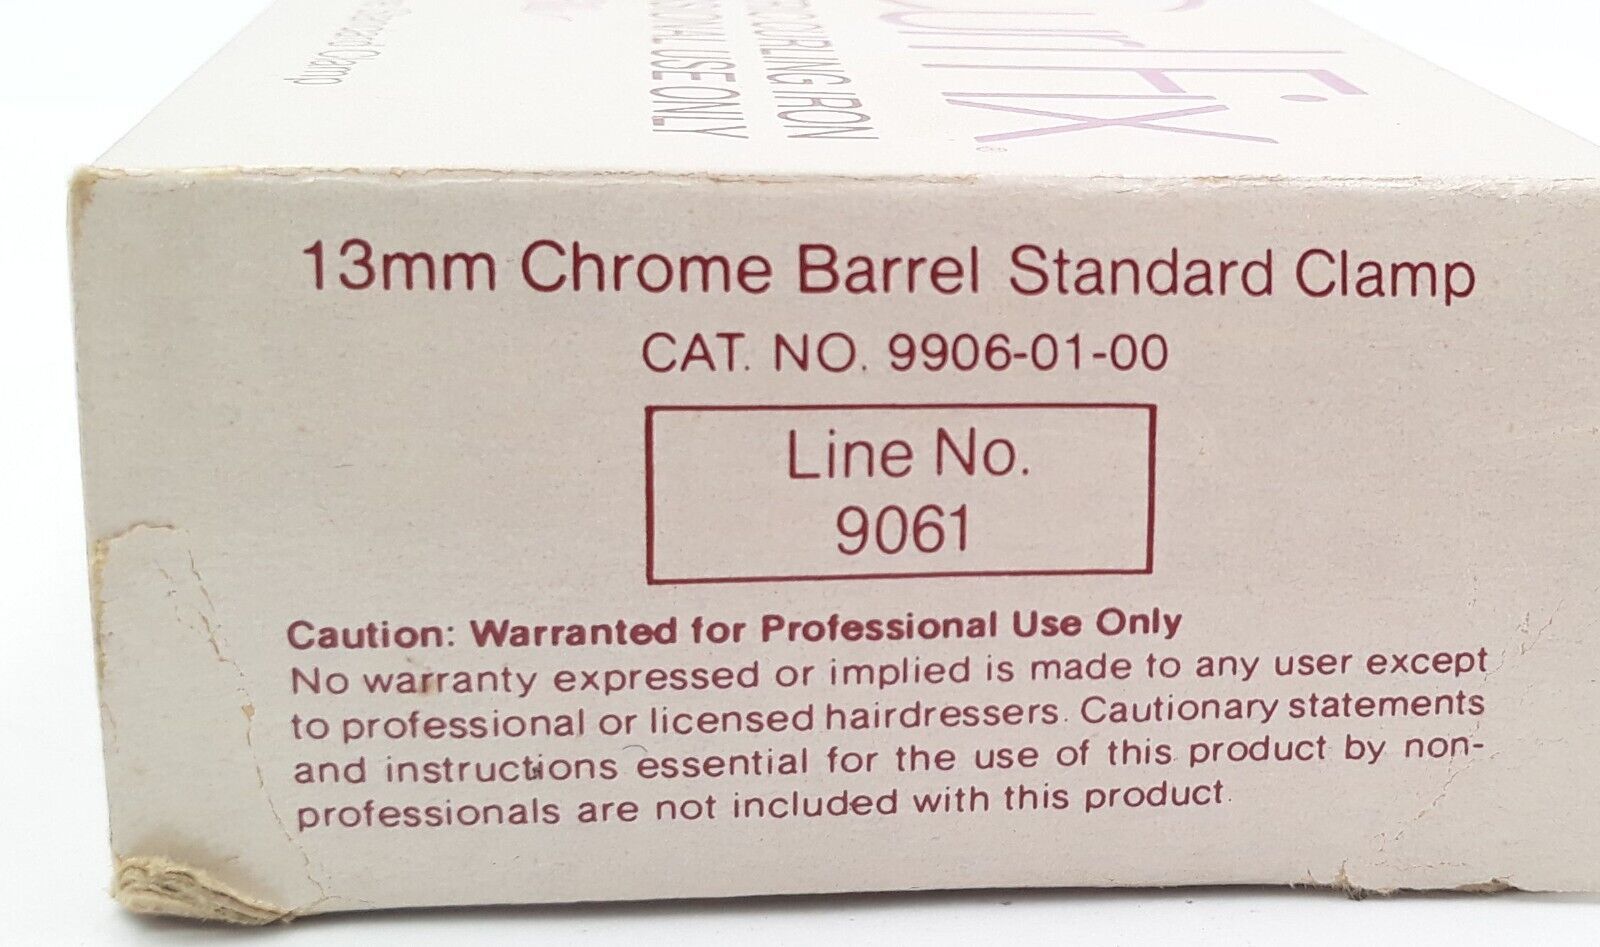 CurlFix®
CURLING IRON
USE ONLY
Clamp
13mm Chrome Barrel Standard Clamp
CAT. NO. 9906-01-00
Line No.
9061
Caution: Warranted for Professional Use Only
No warranty expressed or implied is made to any user except
to professional or licensed hairdressers. Cautionary statements
and instructions essential for the use of this product by non-
professionals are not included with this product.